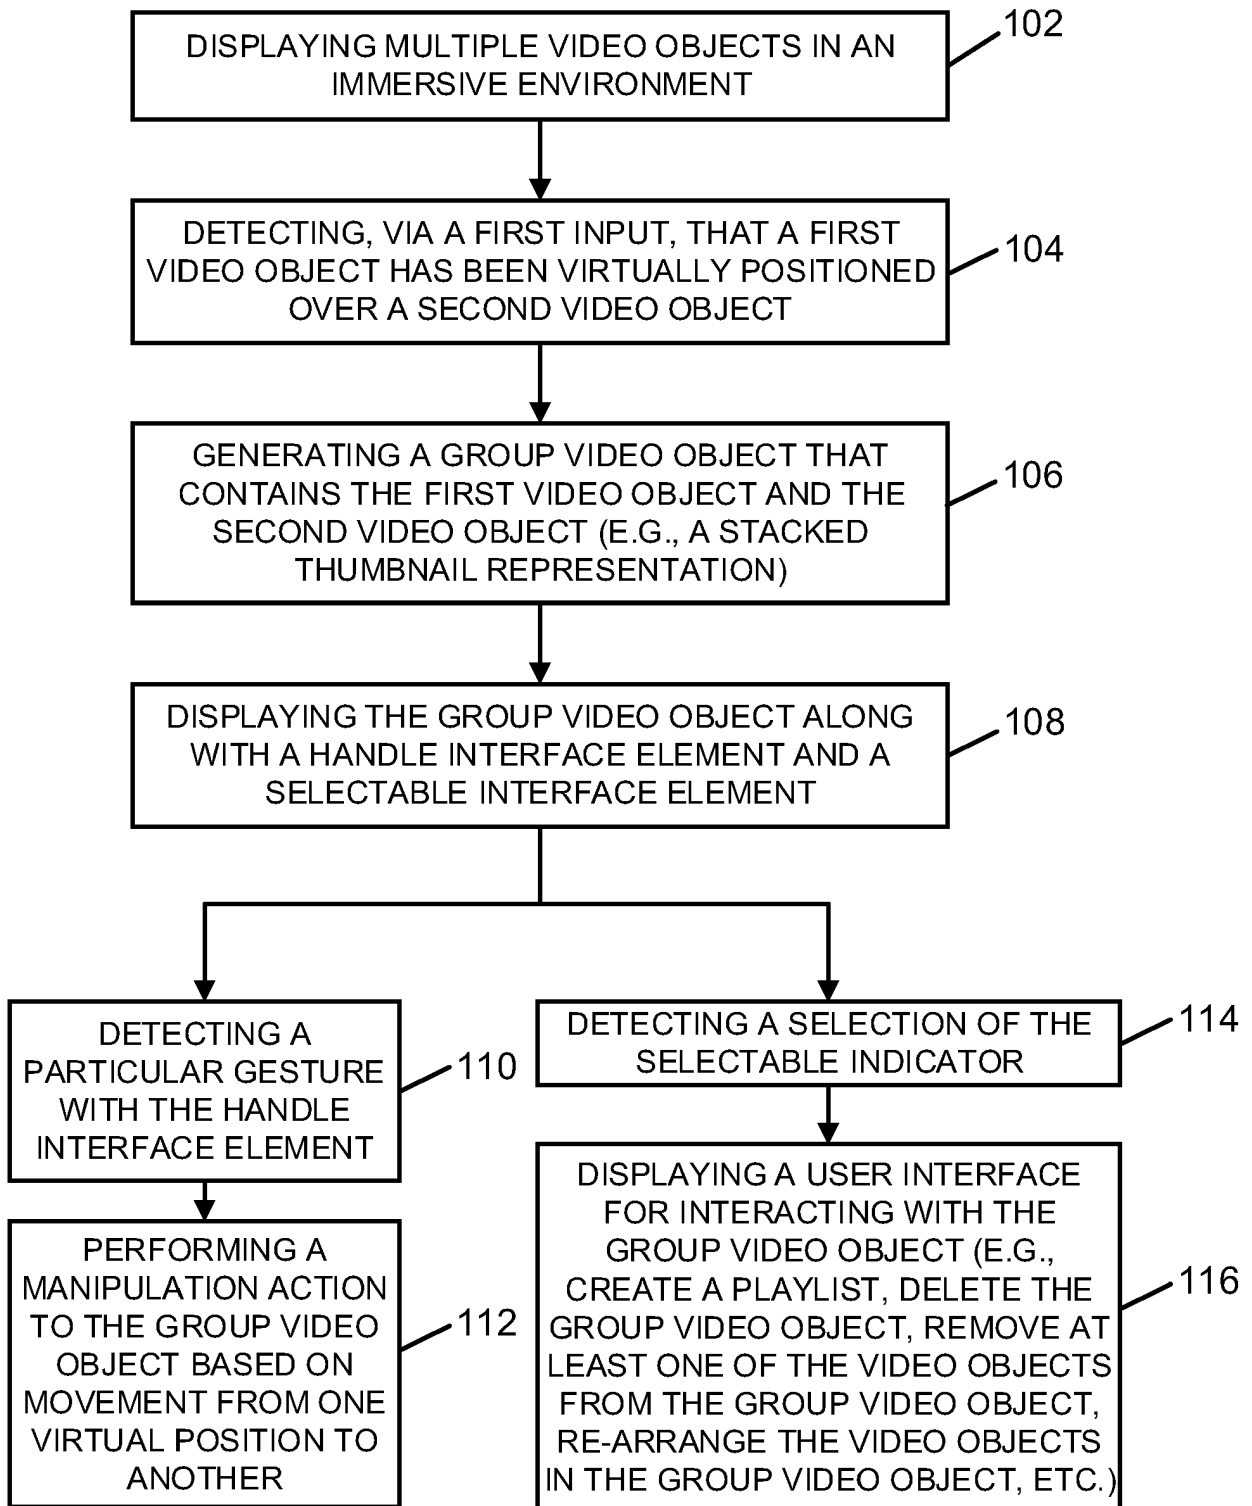 DISPLAYING MULTIPLE VIDEO OBJECTS IN AN
IMMERSIVE ENVIRONMENT
102
DETECTING, VIA A FIRST INPUT, THAT A FIRST
VIDEO OBJECT HAS BEEN VIRTUALLY POSITIONED
OVER A SECOND VIDEO OBJECT
104
GENERATING A GROUP VIDEO OBJECT THAT
CONTAINS THE FIRST VIDEO OBJECT AND THE
SECOND VIDEO OBJECT (E.G., A STACKED
THUMBNAIL REPRESENTATION)
106
DISPLAYING THE GROUP VIDEO OBJECT ALONG
WITH A HANDLE INTERFACE ELEMENT AND A
SELECTABLE INTERFACE ELEMENT
108
DETECTING A
PARTICULAR GESTURE
WITH THE HANDLE
INTERFACE ELEMENT
110
PERFORMING A
MANIPULATION ACTION
TO THE GROUP VIDEO
OBJECT BASED ON
MOVEMENT FROM ONE
VIRTUAL POSITION TO
ANOTHER
112
DETECTING A SELECTION OF THE
SELECTABLE INDICATOR
114
DISPLAYING A USER INTERFACE
FOR INTERACTING WITH THE
GROUP VIDEO OBJECT (E.G.,
CREATE A PLAYLIST, DELETE THE
GROUP VIDEO OBJECT, REMOVE AT
LEAST ONE OF THE VIDEO OBJECTS
FROM THE GROUP VIDEO OBJECT,
RE-ARRANGE THE VIDEO OBJECTS
IN THE GROUP VIDEO OBJECT, ETC.)
116